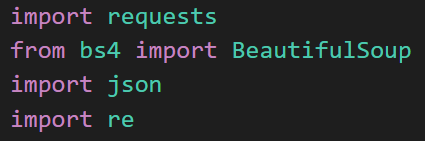 import requests
from bs4 import BeautifulSoup
import json
import re